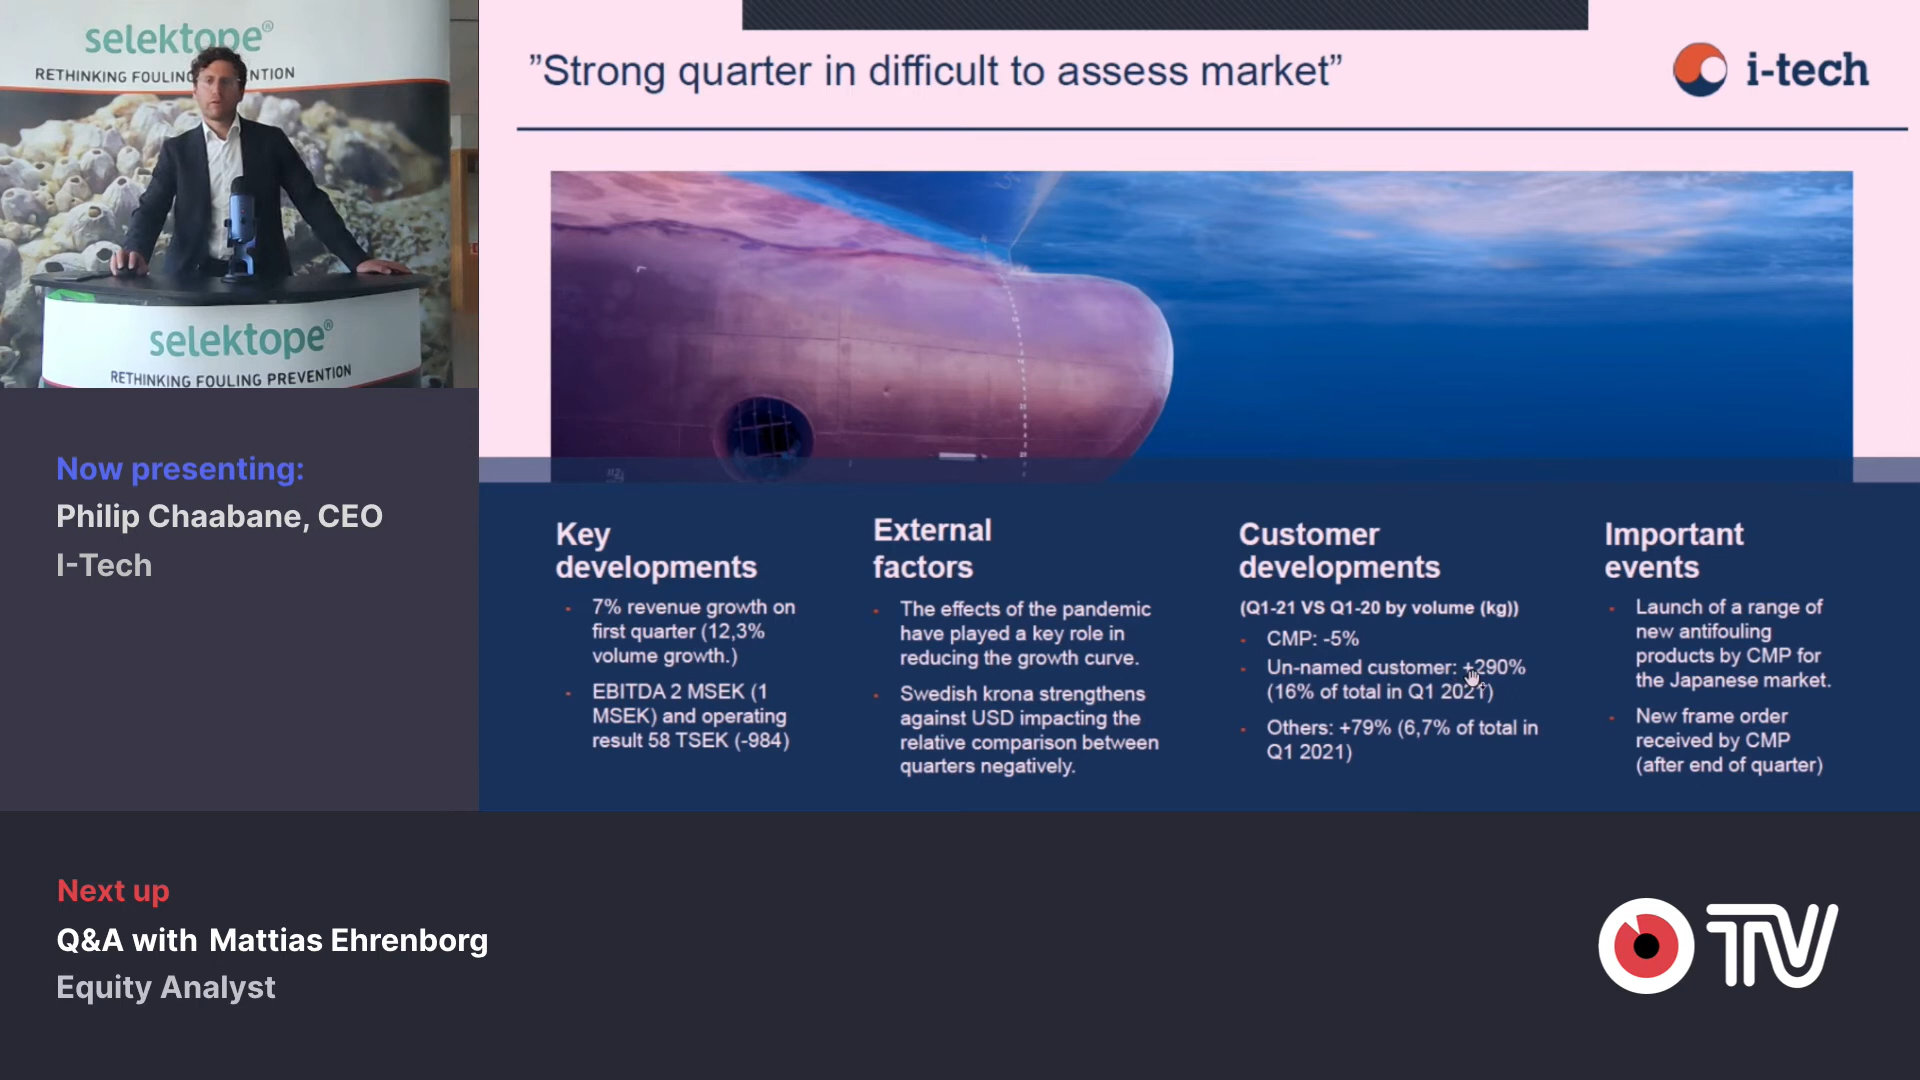 selektope®
RETHINKING FOULING
NTION
selektope®
RETHINKING FOULING PREVENTION
Now presenting:
Philip Chaabane, CEO
I-Tech
”Strong quarter in difficult to assess market”
i-tech
Key
developments
7% revenue growth on
first quarter (12,3%
volume growth.)
EBITDA 2 MSEK (1
MSEK) and operating
result 58 TSEK (-984)
External
factors
The effects of the pandemic
have played a key role in
reducing the growth curve.
Swedish krona strengthens
against USD impacting the
relative comparison between
quarters negatively.
Customer
developments
(Q1-21 VS Q1-20 by volume (kg))
CMP: -5%
Un-named customer: +290%
(16% of total in Q1 2021)
Others: +79% (6,7% of total in
Q1 2021)
Important
events
Launch of a range of
new antifouling
products by CMP for
the Japanese market.
New frame order
received by CMP
(after end of quarter)
Next up
Q&A with Mattias Ehrenborg
Equity Analyst
TV